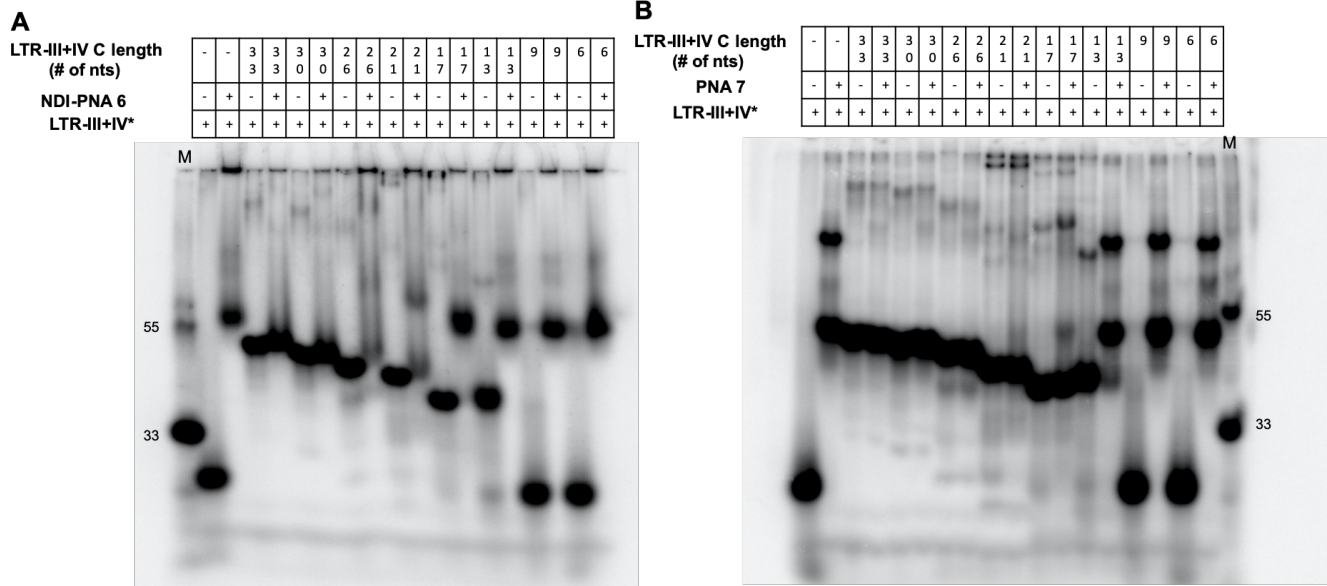 A
LTR-III+IV C length
(# of nts)
- - 3 3 3 3 2 2 2 2 1 1 1 1 9 9 6 6
3 3 0 0 6 6 1 1 7 7 3 3
NDI-PNA 6
- + - + - + - + - + - + - + - + - +
LTR-III+IV*
+ + + + + + + + + + + + + + + + + +
M
55
33
B
LTR-III+IV C length
(# of nts)
- - 3 3 3 3 2 2 2 2 1 1 1 1 9 9 6 6
3 3 0 0 6 6 1 1 7 7 3 3
PNA 7
- + - + - + - + - + - + - + - + - +
LTR-III+IV*
+ + + + + + + + + + + + + + + + + +
M
55
33